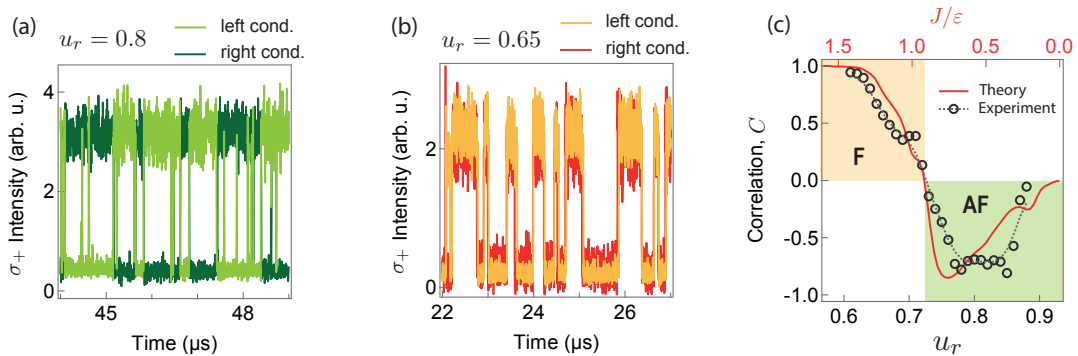 (a)
u_r = 0.8
left cond.
right cond.
σ₊ Intensity (arb. u.)
4
2
0
45
48
Time (μs)
(b)
u_r = 0.65
left cond.
right cond.
σ₊ Intensity (arb. u.)
2
0
22
24
26
Time (μs)
(c)
J/ε
1.5
1.0
0.5
0.0
Correlation, C
1.0
0.5
0.0
-0.5
-1.0
Theory
Experiment
F
AF
0.6
0.7
0.8
0.9
u_r